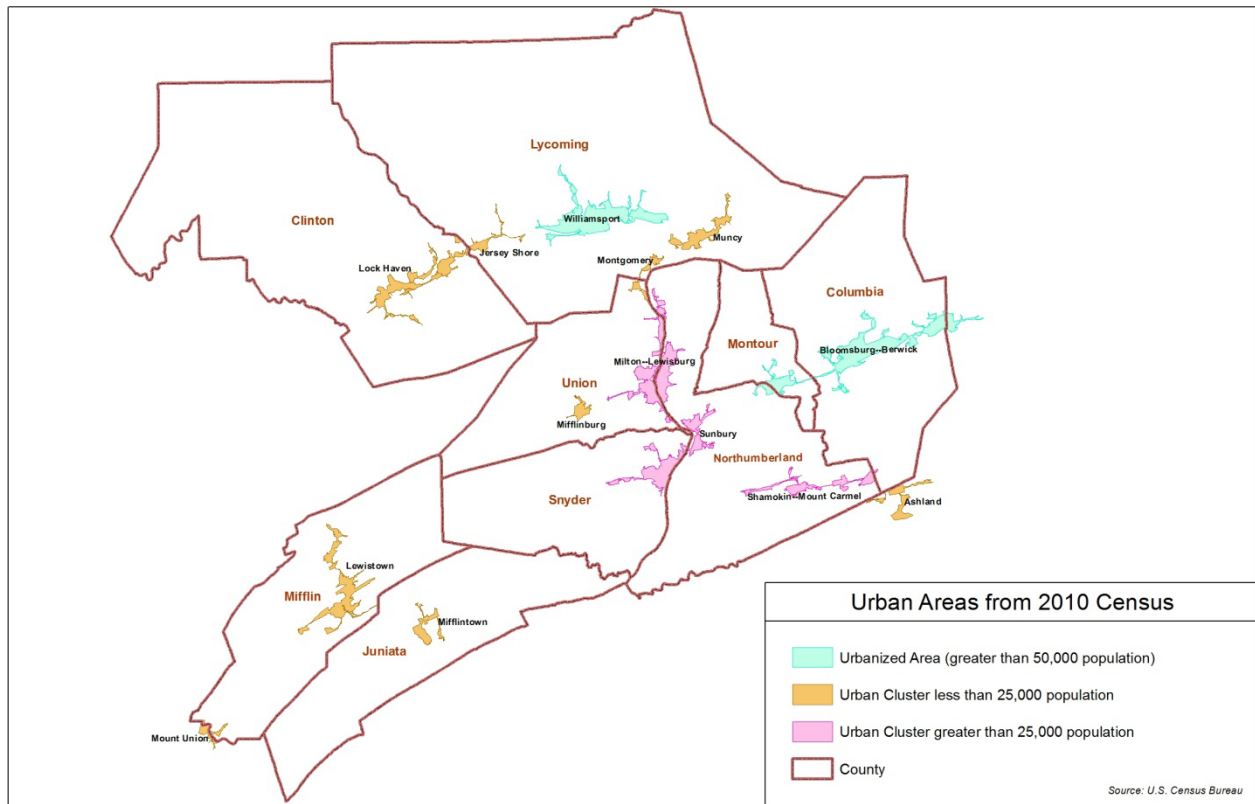 Lycoming
Williamsport
Clinton
Muncy
Jersey Shore
Montgomery
Lock Haven
Columbia
Montour
Bloomsburg--Berwick
Milton--Lewisburg
Union
Mifflinburg
Sunbury
Northumberland
Shamokin--Mount Carmel
Snyder
Ashland
Lewistown
Mifflin
Mifflintown
Juniata
Mount Union
Urban Areas from 2010 Census
Urbanized Area (greater than 50,000 population)
Urban Cluster less than 25,000 population
Urban Cluster greater than 25,000 population
County
Source: U.S. Census Bureau